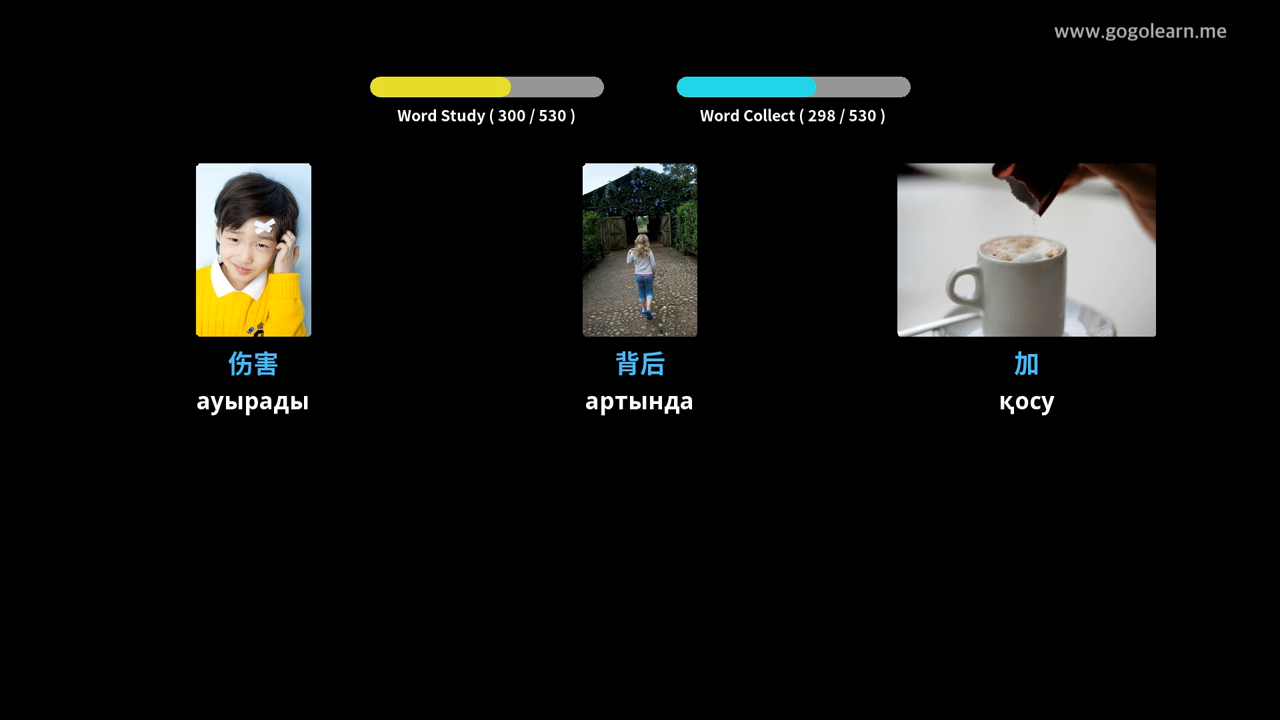 www.gogolearn.me
Word Study ( 300 / 530 )
Word Collect ( 298 / 530 )
伤害
ауырады
背后
артында
加
қосу